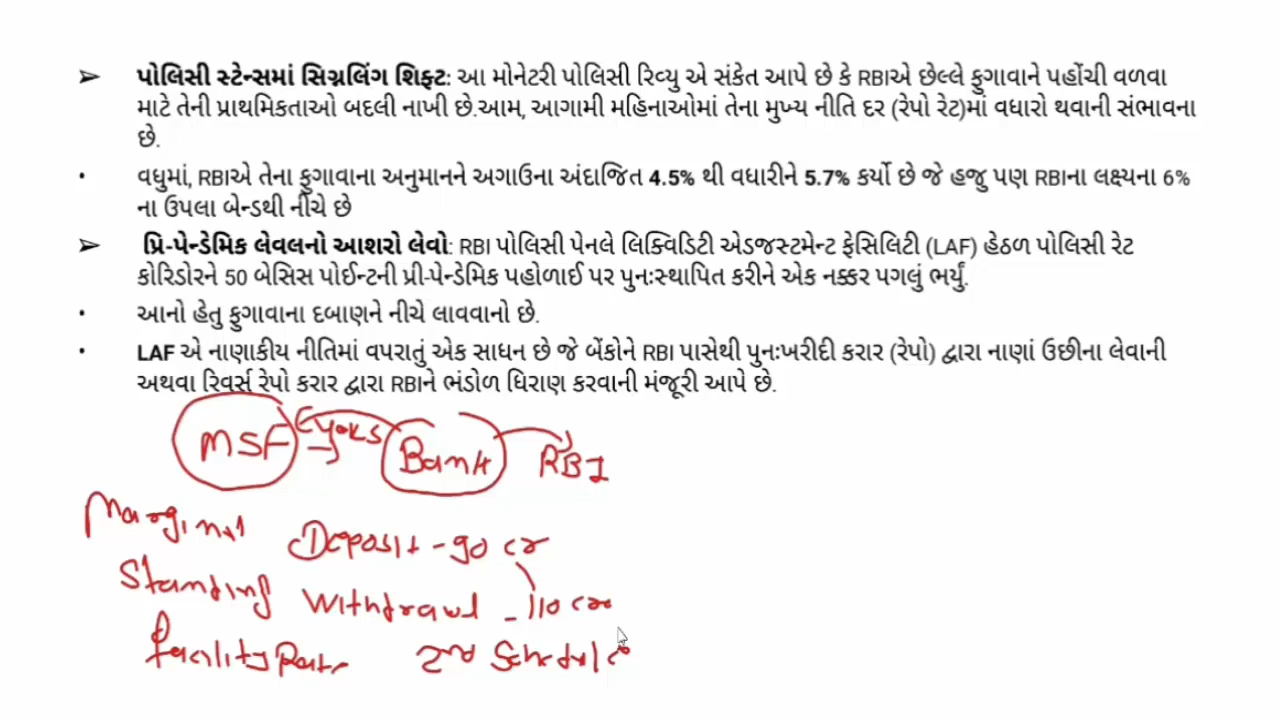 ➢ પોલિસી સ્ટેન્સમાં સિગ્નલિંગ શિફ્ટ: આ મોનેટરી પોલિસી રિવ્યુ એ સંકેત આપે છે કે RBIએ છેલ્લે ફુગાવાને પહોંચી વળવા
માટે તેની પ્રાથમિકતાઓ બદલી નાખી છે.આમ, આગામી મહિનાઓમાં તેના મુખ્ય નીતિ દર (રેપો રેટ)માં વધારો થવાની સંભાવના
છે.
• વધુમાં, RBIએ તેના ફુગાવાના અનુમાનને અગાઉના અંદાજિત 4.5% થી વધારીને 5.7% કર્યો છે જે હજુ પણ RBIના લક્ષ્યના 6%
ના ઉપલા બેન્ડથી નીચે છે
➢ પ્રિ-પેન્ડેમિક લેવલનો આશરો લેવો: RBI પોલિસી પેનલે લિક્વિડિટી એડજસ્ટમેન્ટ ફેસિલિટી (LAF) હેઠળ પોલિસી રેટ
કોરિડોરને 50 બેસિસ પોઈન્ટની પ્રી-પેન્ડેમિક પહોળાઈ પર પુનઃસ્થાપિત કરીને એક નક્કર પગલું ભર્યું.
• આનો હેતુ ફુગાવાના દબાણને નીચે લાવવાનો છે.
• LAF એ નાણાકીય નીતિમાં વપરાતું એક સાધન છે જે બેંકોને RBI પાસેથી પુનઃખરીદી કરાર (રેપો) દ્વારા નાણાં ઉછીના લેવાની
અથવા રિવર્સ રેપો કરાર દ્વારા RBIને ભંડોળ ધિરાણ કરવાની મંજૂરી આપે છે.
MSF Bank RBI
Marginal Deposit - 90 cr
Standing Withdrawl - 110 cr
Facility Rate 2nd Schedule